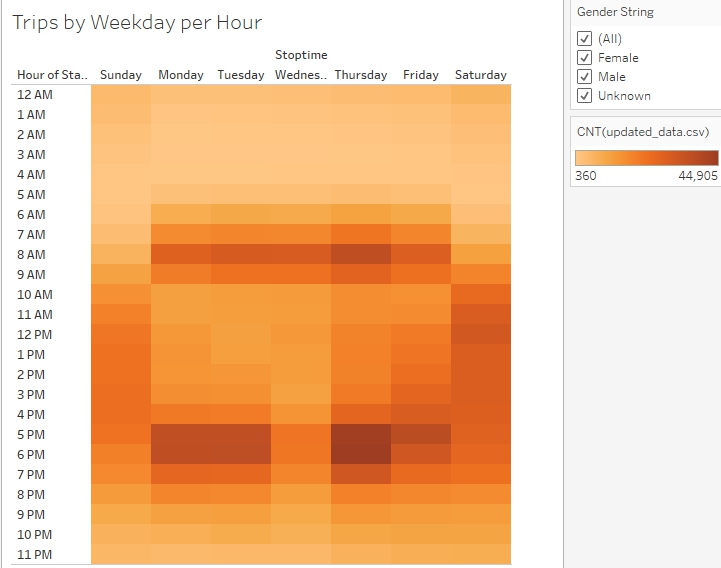 Trips by Weekday per Hour
Stoptime
Hour of Sta.. Sunday Monday Tuesday Wednes.. Thursday Friday Saturday
12 AM
1 AM
2 AM
3 AM
4 AM
5 AM
6 AM
7 AM
8 AM
9 AM
10 AM
11 AM
12 PM
1 PM
2 PM
3 PM
4 PM
5 PM
6 PM
7 PM
8 PM
9 PM
10 PM
11 PM
Gender String
(All)
Female
Male
Unknown
CNT(updated_data.csv)
360 44,905